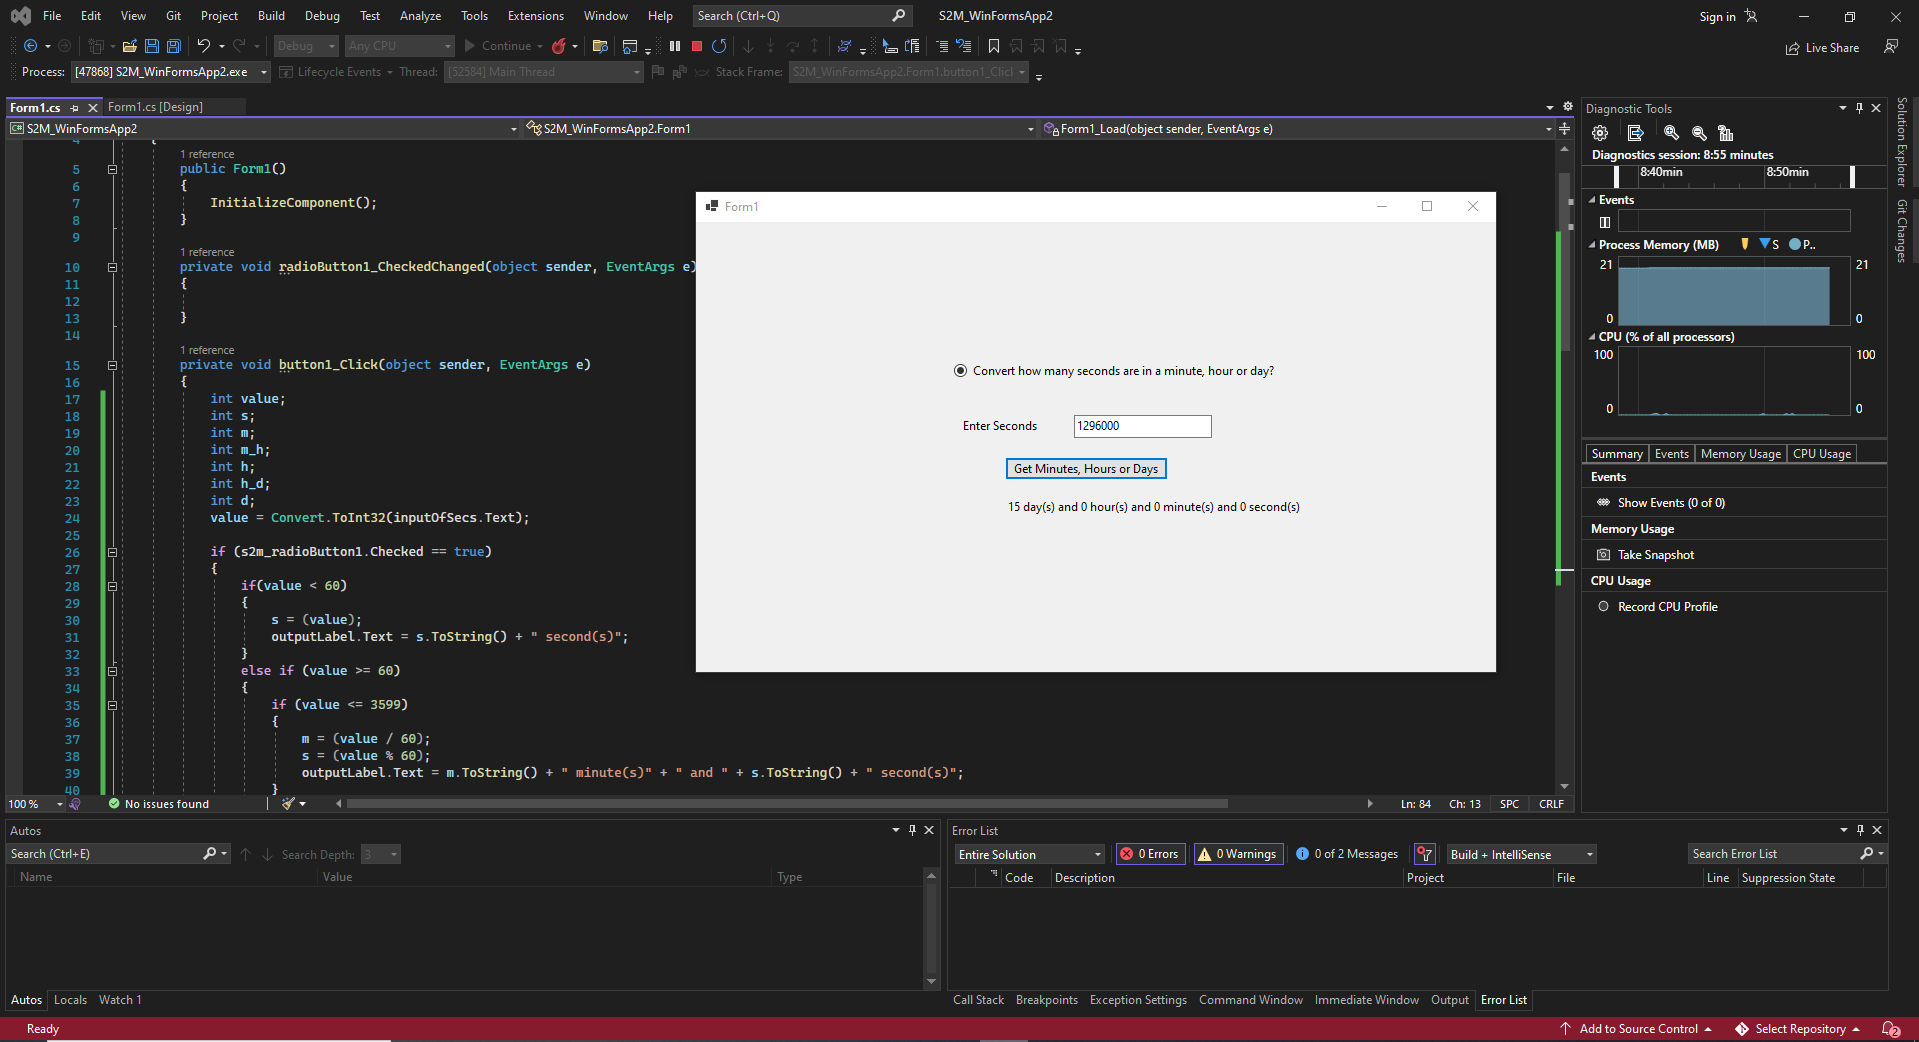 File Edit View Git Project Build Debug Test Analyze Tools Extensions Window Help Search (Ctrl+Q) S2M_WinFormsApp2 Sign in
Debug Any CPU Continue Live Share
Process: [47868] S2M_WinFormsApp2.exe Lifecycle Events Thread: [52584] Main Thread Stack Frame: S2M_WinFormsApp2.Form1.button1_Click
Form1.cs Form1.cs [Design]
C# S2M_WinFormsApp2 S2M_WinFormsApp2.Form1 Form1_Load(object sender, EventArgs e)
4 {
1 reference
5 public Form1()
6 {
7 InitializeComponent();
8 }
9
1 reference
10 private void radioButton1_CheckedChanged(object sender, EventArgs e)
11 {
12
13 }
14
1 reference
15 private void button1_Click(object sender, EventArgs e)
16 {
17 int value;
18 int s;
19 int m;
20 int m_h;
21 int h;
22 int h_d;
23 int d;
24 value = Convert.ToInt32(inputOfSecs.Text);
25
26 if (s2m_radioButton1.Checked == true)
27 {
28 if(value < 60)
29 {
30 s = (value);
31 outputLabel.Text = s.ToString() + " second(s)";
32 }
33 else if (value >= 60)
34 {
35 if (value <= 3599)
36 {
37 m = (value / 60);
38 s = (value % 60);
39 outputLabel.Text = m.ToString() + " minute(s)" + " and " + s.ToString() + " second(s)";
40 }
100 % No issues found Ln: 84 Ch: 13 SPC CRLF
Form1
Convert how many seconds are in a minute, hour or day?
Enter Seconds 1296000
Get Minutes, Hours or Days
15 day(s) and 0 hour(s) and 0 minute(s) and 0 second(s)
Diagnostic Tools
Diagnostics session: 8:55 minutes
8:40min 8:50min
Events
Process Memory (MB) S P..
21 21
0 0
CPU (% of all processors)
100 100
0 0
Summary Events Memory Usage CPU Usage
Events
Show Events (0 of 0)
Memory Usage
Take Snapshot
CPU Usage
Record CPU Profile
Solution Explorer
Git Changes
Autos
Search (Ctrl+E) Search Depth: 3
Name Value Type
Autos Locals Watch 1
Error List
Entire Solution 0 Errors 0 Warnings 0 of 2 Messages Build + IntelliSense Search Error List
Code Description Project File Line Suppression State
Call Stack Breakpoints Exception Settings Command Window Immediate Window Output Error List
Ready Add to Source Control Select Repository 2